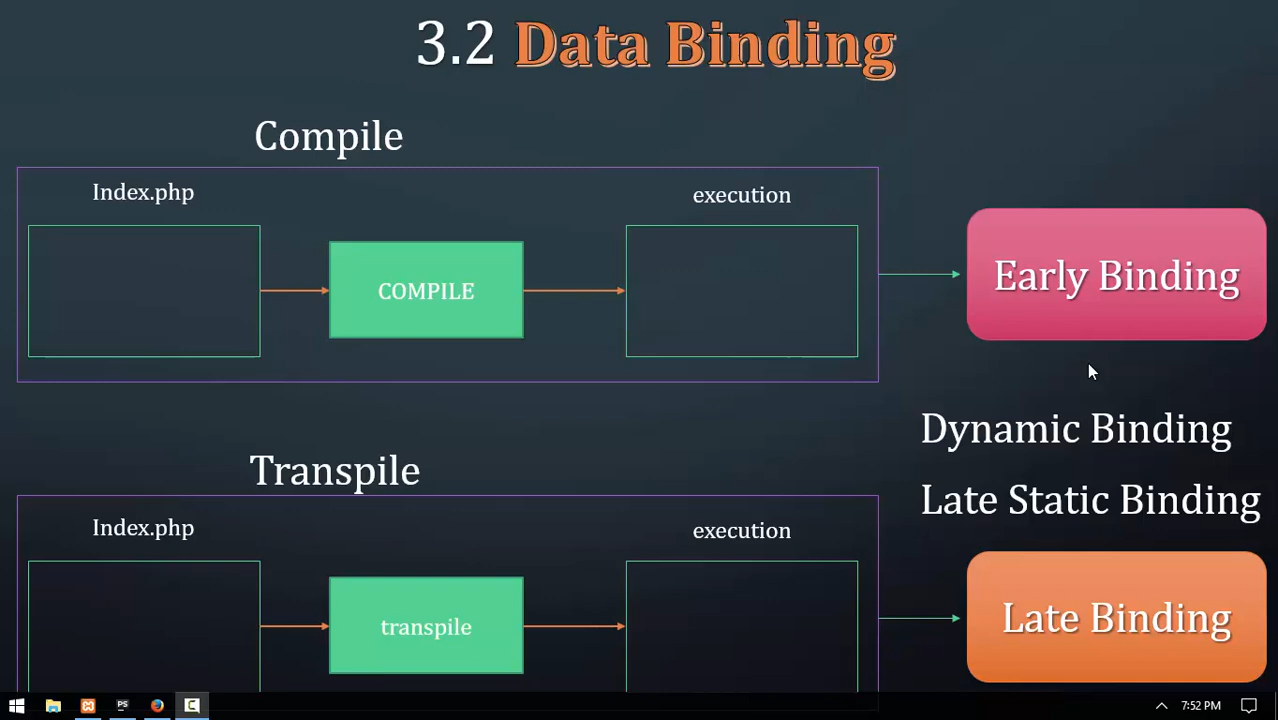 3.2 Data Binding
Compile
Index.php
execution
COMPILE
Early Binding
Dynamic Binding
Late Static Binding
Transpile
Index.php
execution
transpile
Late Binding
PS
C
7:52 PM